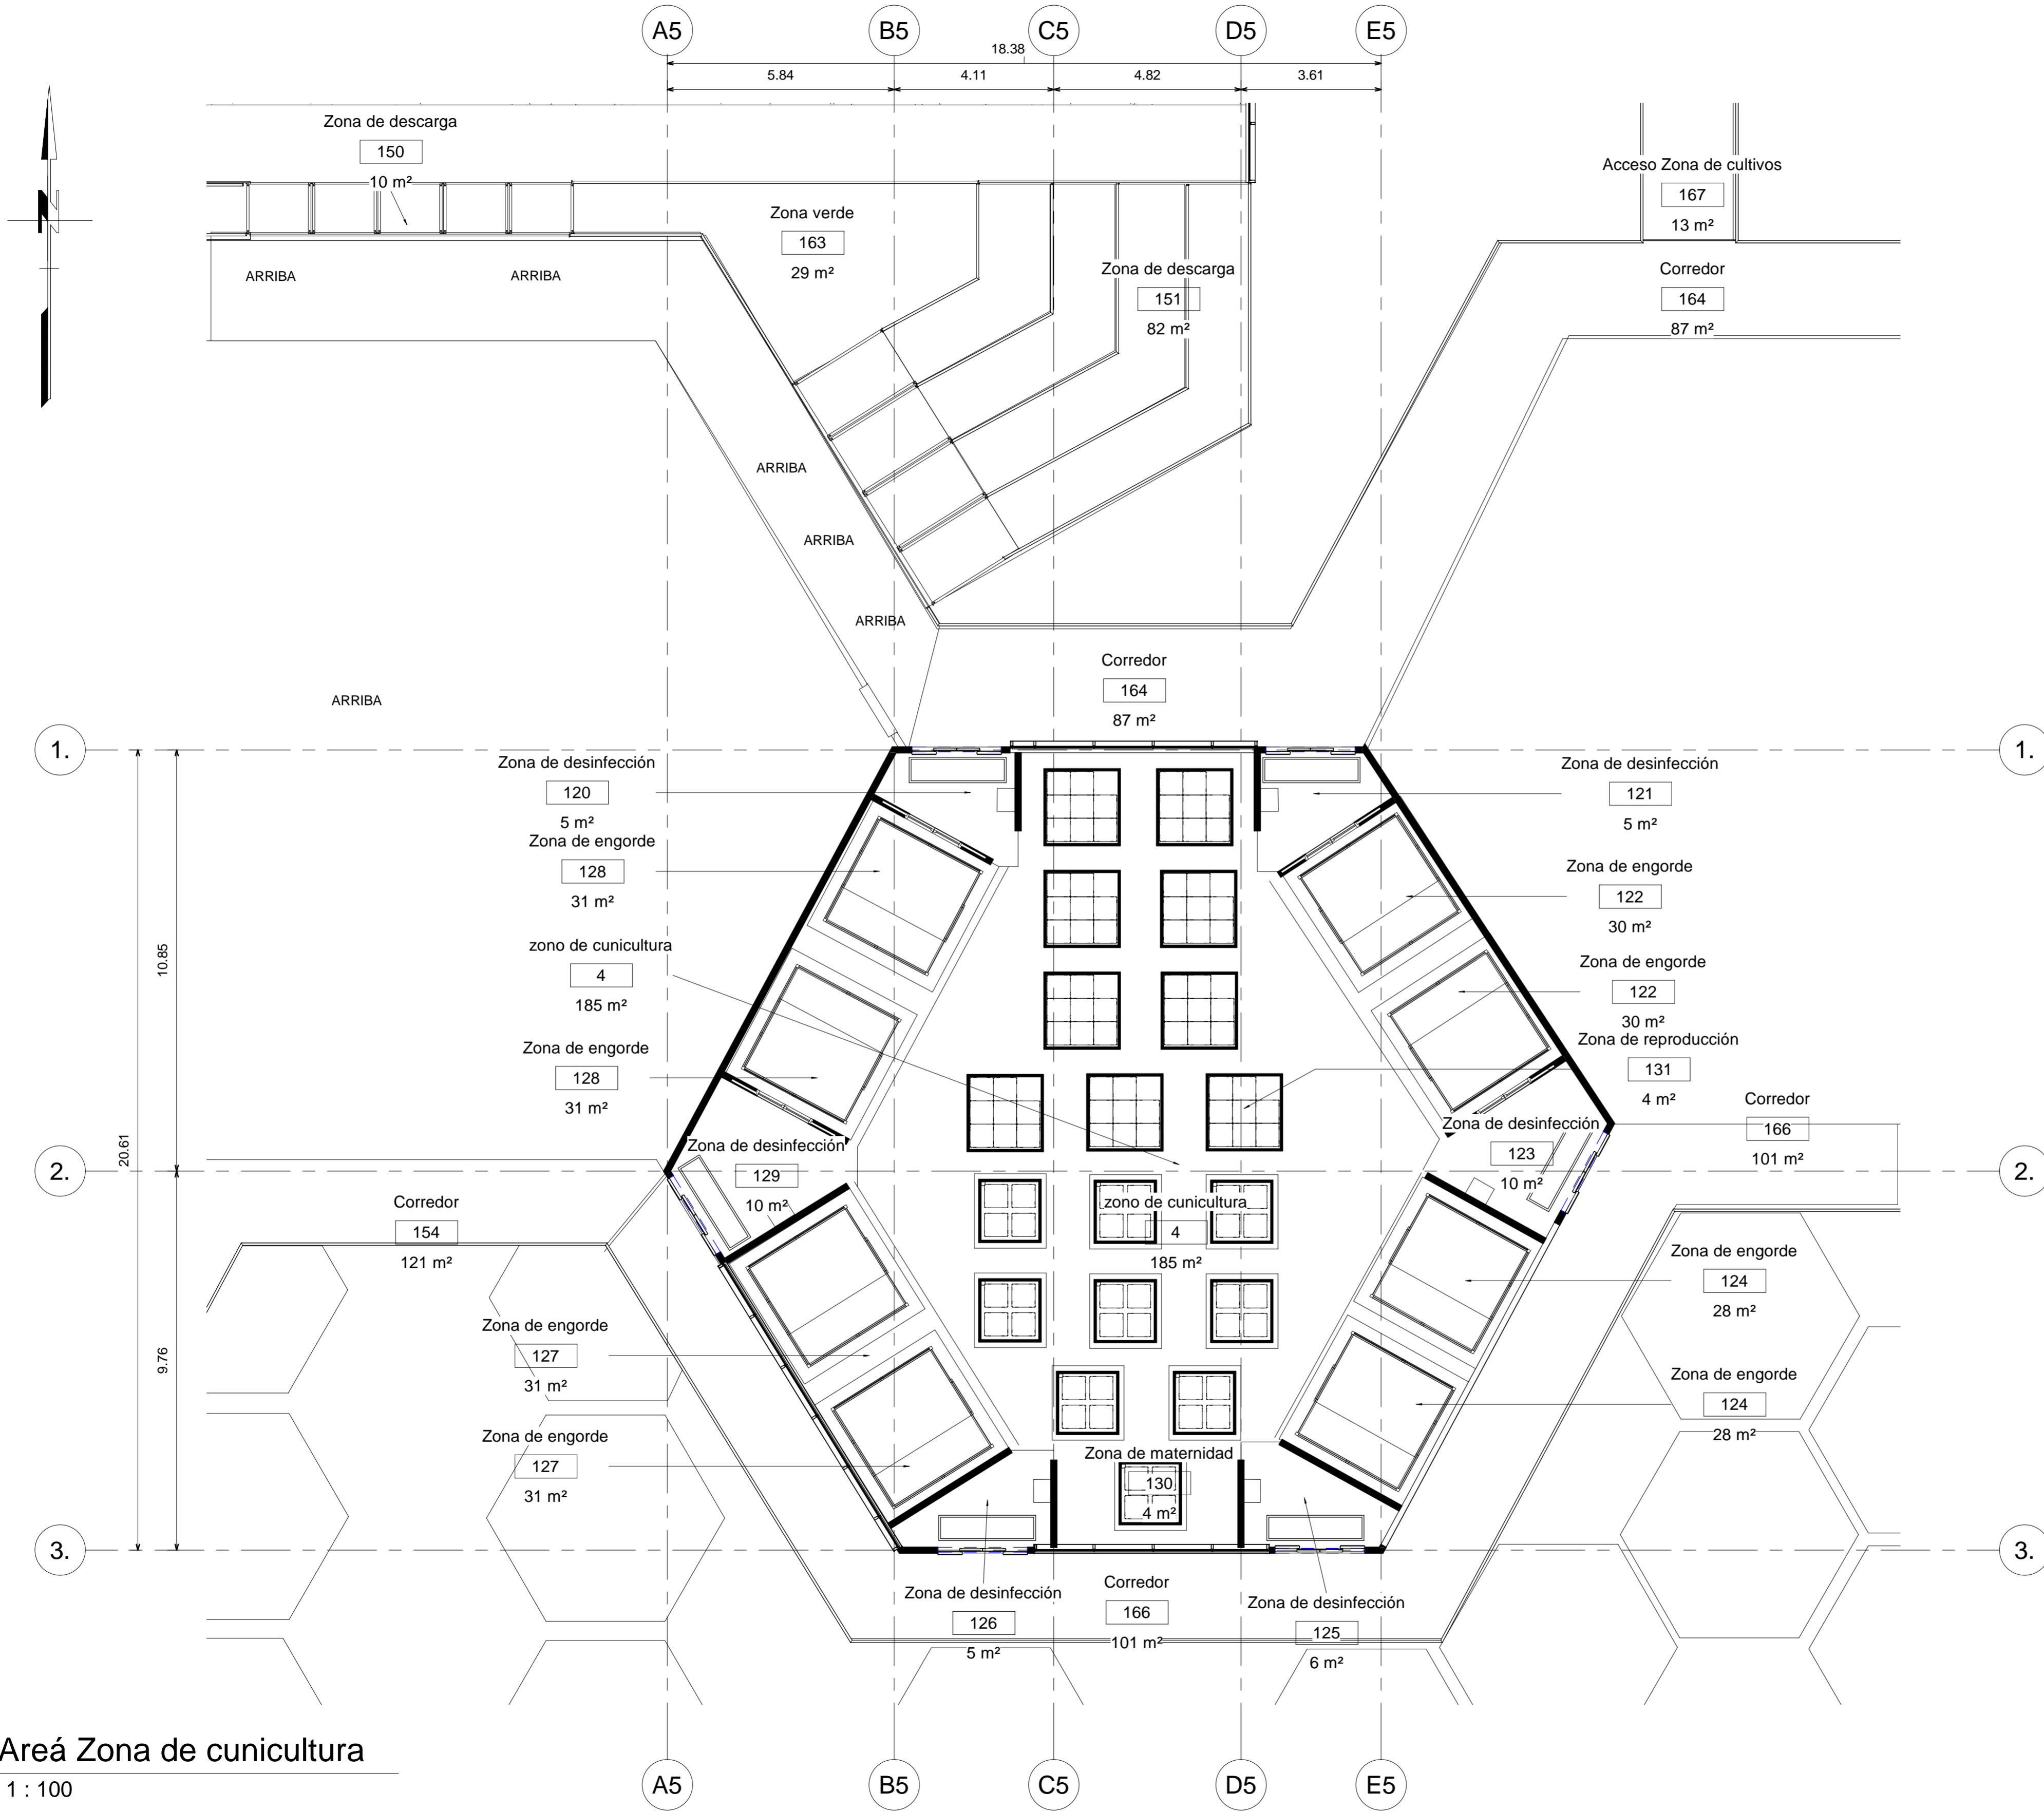 A5
B5
C5
D5
E5
18.38
5.84
4.11
4.82
3.61
N
Zona de descarga
150
10 m²
Acceso Zona de cultivos
167
13 m²
Zona verde
163
29 m²
Zona de descarga
151
82 m²
Corredor
164
87 m²
ARRIBA
ARRIBA
ARRIBA
ARRIBA
ARRIBA
ARRIBA
Corredor
164
87 m²
1.
1.
Zona de desinfección
120
5 m²
Zona de desinfección
121
5 m²
Zona de engorde
128
31 m²
Zona de engorde
122
30 m²
zono de cunicultura
4
185 m²
Zona de engorde
122
30 m²
10.85
20.61
Zona de engorde
128
31 m²
Zona de reproducción
131
4 m²
Corredor
166
101 m²
Zona de desinfección
129
10 m²
Zona de desinfección
123
10 m²
2.
2.
Corredor
154
121 m²
zono de cunicultura
4
185 m²
Zona de engorde
124
28 m²
9.76
Zona de engorde
127
31 m²
Zona de engorde
124
28 m²
Zona de engorde
127
31 m²
Zona de maternidad
130
4 m²
3.
3.
Zona de desinfección
126
5 m²
Corredor
166
101 m²
Zona de desinfección
125
6 m²
Areá Zona de cunicultura
1 : 100
A5
B5
C5
D5
E5